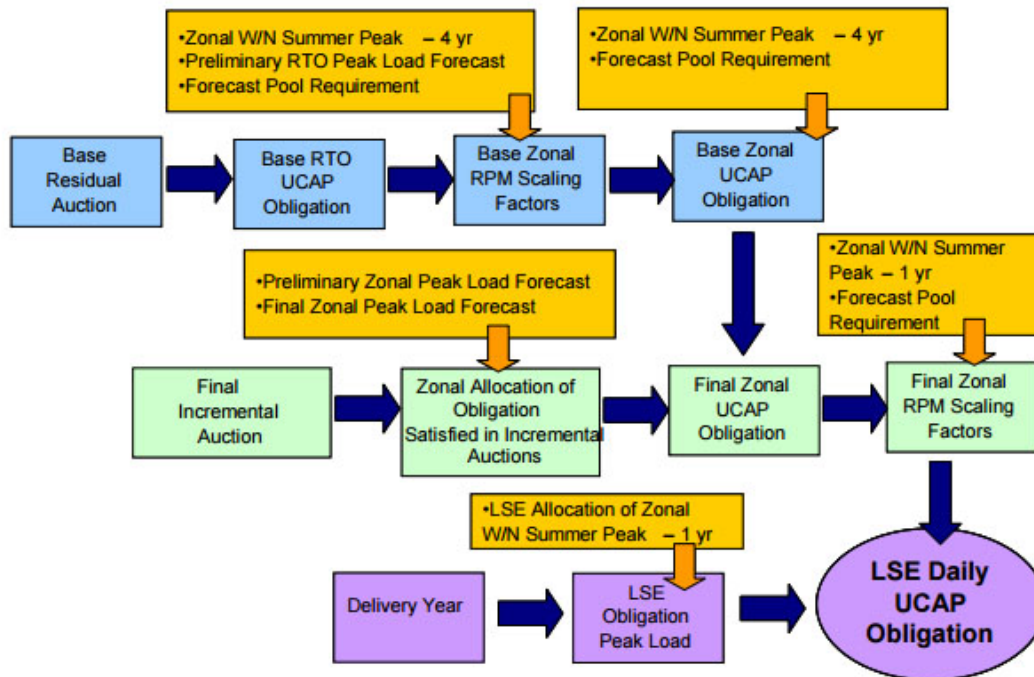 •Zonal W/N Summer Peak – 4 yr
•Preliminary RTO Peak Load Forecast
•Forecast Pool Requirement
•Zonal W/N Summer Peak – 4 yr
•Forecast Pool Requirement
Base
Residual
Auction
Base RTO
UCAP
Obligation
Base Zonal
RPM Scaling
Factors
Base Zonal
UCAP
Obligation
•Preliminary Zonal Peak Load Forecast
•Final Zonal Peak Load Forecast
•Zonal W/N Summer
Peak – 1 yr
•Forecast Pool
Requirement
Final
Incremental
Auction
Zonal Allocation of
Obligation
Satisfied in Incremental
Auctions
Final Zonal
UCAP
Obligation
Final Zonal
RPM Scaling
Factors
•LSE Allocation of Zonal
W/N Summer Peak – 1 yr
Delivery Year
LSE
Obligation
Peak Load
LSE Daily
UCAP
Obligation